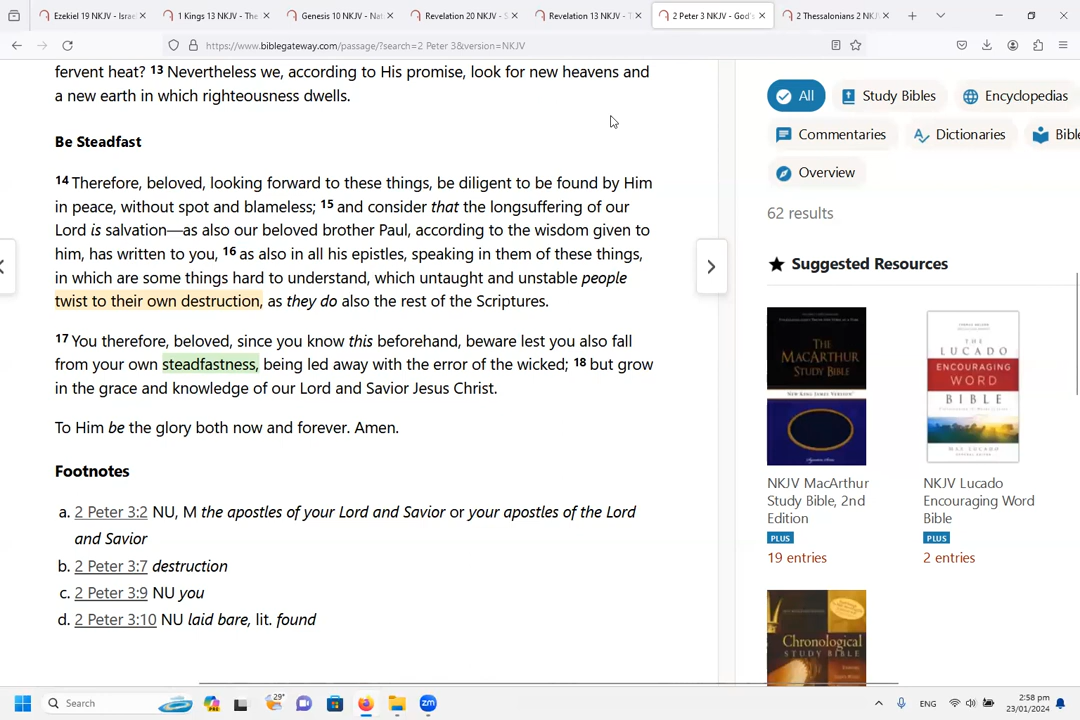 Ezekiel 19 NKJV - Israe
1 Kings 13 NKJV - The
Genesis 10 NKJV - Nat
Revelation 20 NKJV - S
Revelation 13 NKJV - T
2 Peter 3 NKJV - God's
2 Thessalonians 2 NKJV
https://www.biblegateway.com/passage/?search=2 Peter 3&version=NKJV
fervent heat? 13 Nevertheless we, according to His promise, look for new heavens and
a new earth in which righteousness dwells.
Be Steadfast
14 Therefore, beloved, looking forward to these things, be diligent to be found by Him
in peace, without spot and blameless; 15 and consider that the longsuffering of our
Lord is salvation—as also our beloved brother Paul, according to the wisdom given to
him, has written to you, 16 as also in all his epistles, speaking in them of these things,
in which are some things hard to understand, which untaught and unstable people
twist to their own destruction, as they do also the rest of the Scriptures.
17 You therefore, beloved, since you know this beforehand, beware lest you also fall
from your own steadfastness, being led away with the error of the wicked; 18 but grow
in the grace and knowledge of our Lord and Savior Jesus Christ.
To Him be the glory both now and forever. Amen.
Footnotes
a. 2 Peter 3:2 NU, M the apostles of your Lord and Savior or your apostles of the Lord
and Savior
b. 2 Peter 3:7 destruction
c. 2 Peter 3:9 NU you
d. 2 Peter 3:10 NU laid bare, lit. found
All
Study Bibles
Encyclopedias
Commentaries
Dictionaries
Bible
Overview
62 results
Suggested Resources
THE
MACARTHUR
STUDY BIBLE
THE
LUCADO
ENCOURAGING
WORD
BIBLE
MAX LUCADO
NKJV MacArthur
Study Bible, 2nd
Edition
PLUS
19 entries
NKJV Lucado
Encouraging Word
Bible
PLUS
2 entries
Chronological
STUDY BIBLE
Search
29°
ENG
2:58 pm
23/01/2024